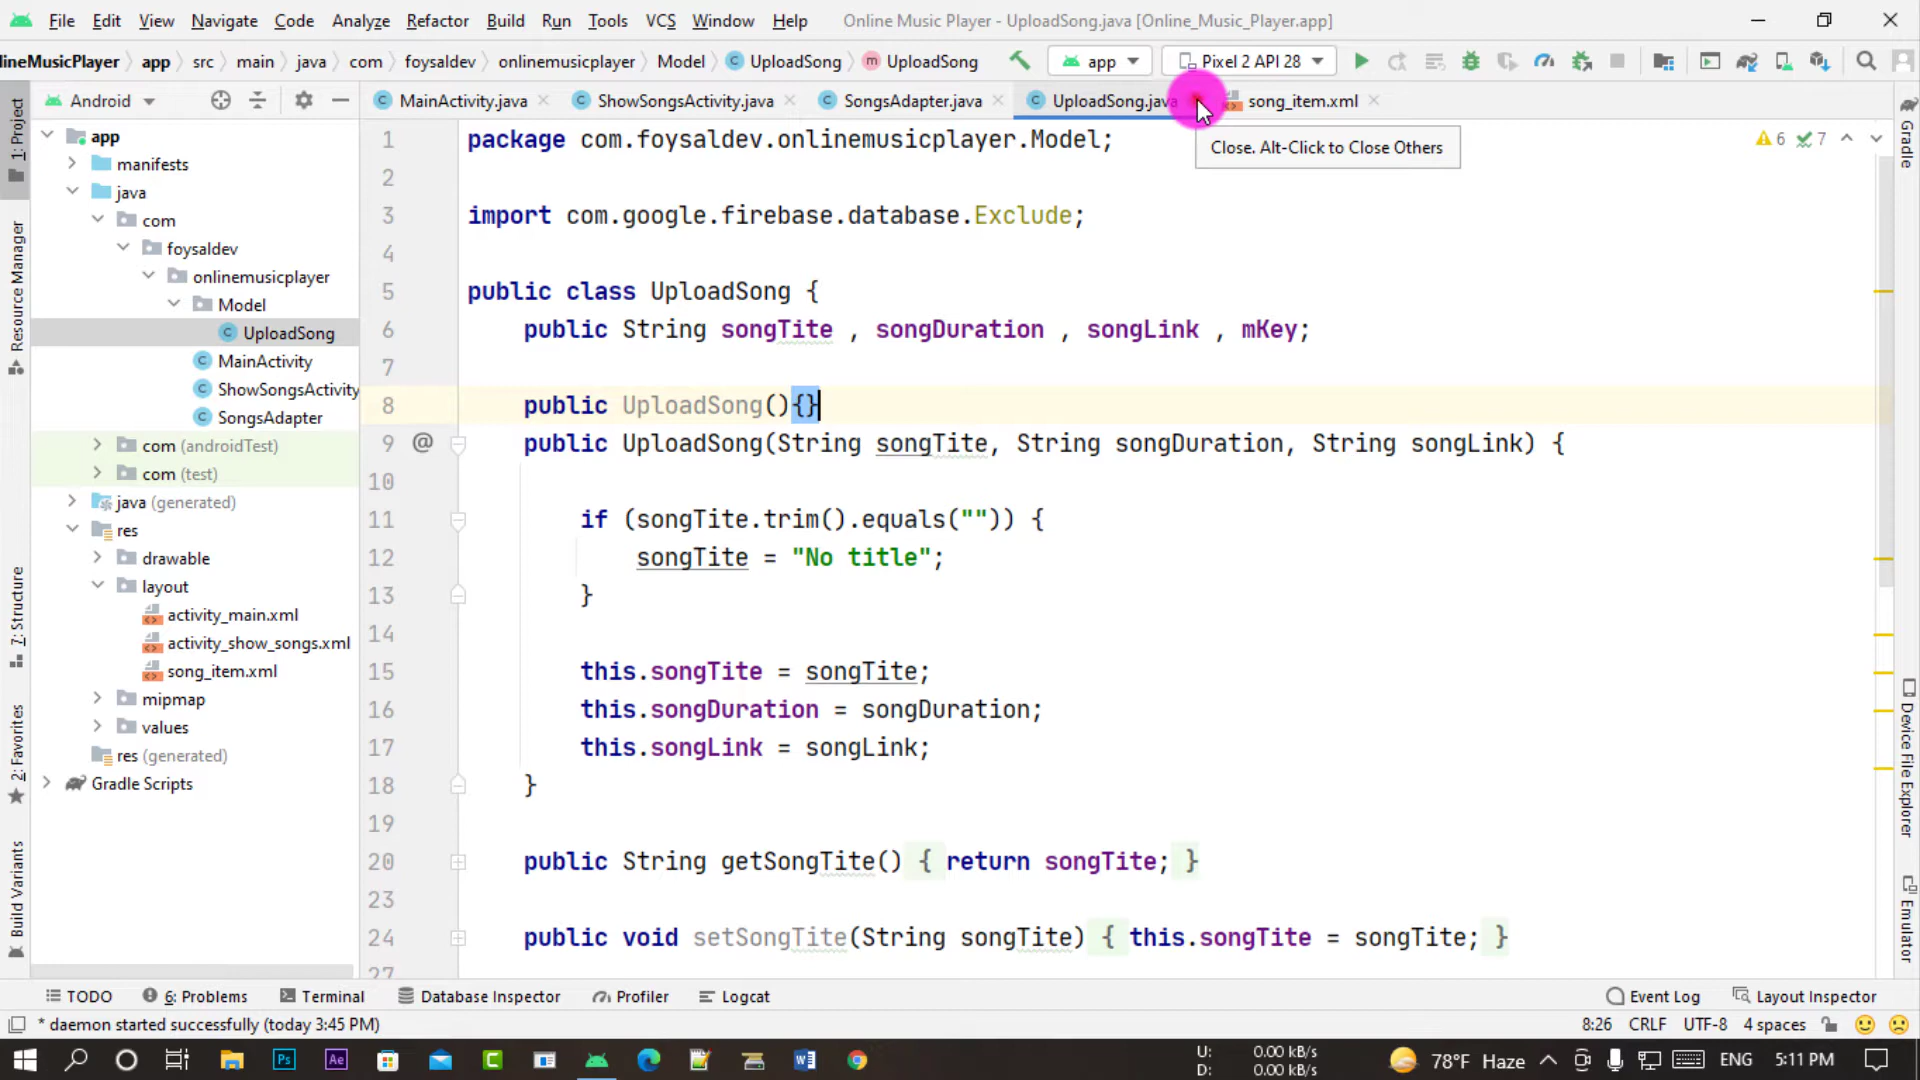 File Edit View Navigate Code Analyze Refactor Build Run Tools VCS Window Help Online Music Player - UploadSong.java [Online_Music_Player.app]
lineMusicPlayer app src main java com foysaldev onlinemusicplayer Model UploadSong UploadSong app Pixel 2 API 28
Android MainActivity.java ShowSongsActivity.java SongsAdapter.java UploadSong.java song_item.xml
Close. Alt-Click to Close Others
6 7
1: Project
Resource Manager
7: Structure
2: Favorites
Build Variants
app
manifests
java
com
foysaldev
onlinemusicplayer
Model
UploadSong
MainActivity
ShowSongsActivity
SongsAdapter
com (androidTest)
com (test)
java (generated)
res
drawable
layout
activity_main.xml
activity_show_songs.xml
song_item.xml
mipmap
values
res (generated)
Gradle Scripts
1 package com.foysaldev.onlinemusicplayer.Model;
2
3 import com.google.firebase.database.Exclude;
4
5 public class UploadSong {
6 public String songTite , songDuration , songLink , mKey;
7
8 public UploadSong(){}
9 @ public UploadSong(String songTite, String songDuration, String songLink) {
10
11 if (songTite.trim().equals("")) {
12 songTite = "No title";
13 }
14
15 this.songTite = songTite;
16 this.songDuration = songDuration;
17 this.songLink = songLink;
18 }
19
20 public String getSongTite() { return songTite; }
23
24 public void setSongTite(String songTite) { this.songTite = songTite; }
27
Gradle
Device File Explorer
Emulator
TODO 6: Problems Terminal Database Inspector Profiler Logcat Event Log Layout Inspector
* daemon started successfully (today 3:45 PM) 8:26 CRLF UTF-8 4 spaces
Ps Ae C W U: 0.00 kB/s
D: 0.00 kB/s
78°F Haze ENG 5:11 PM